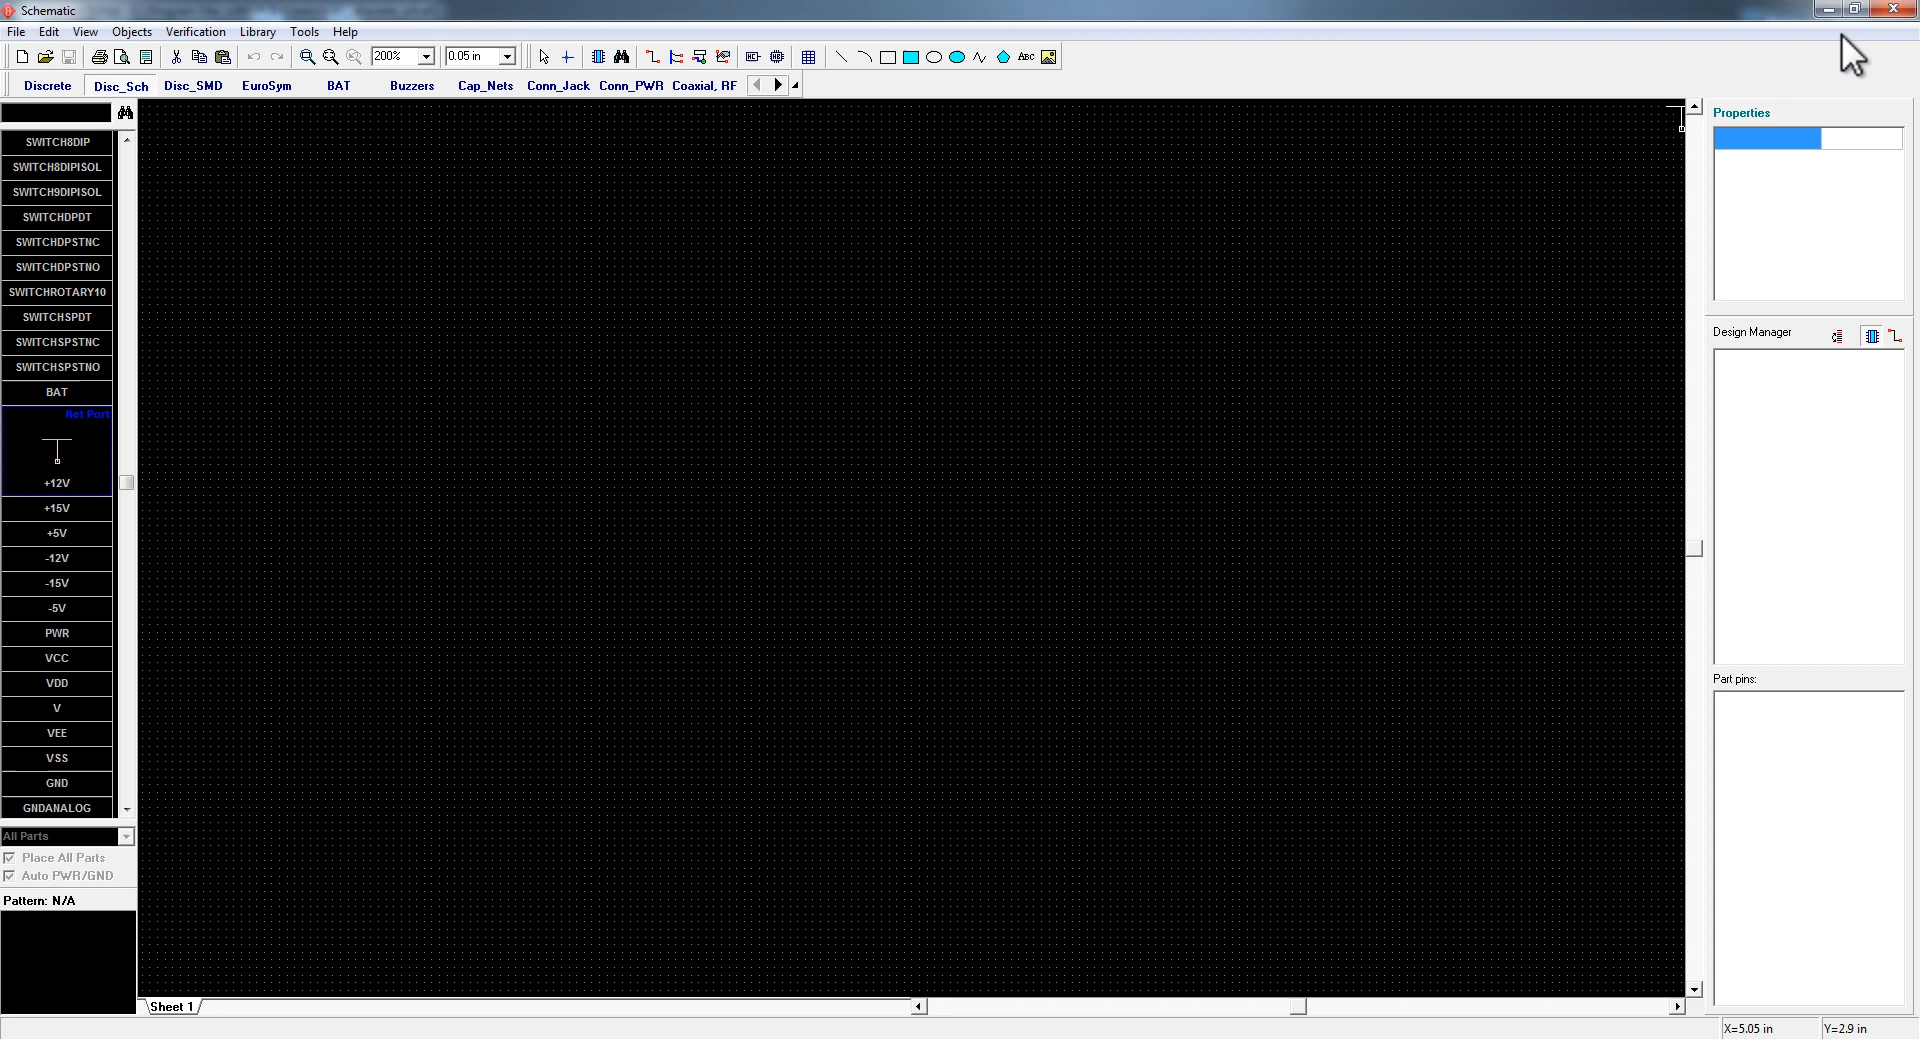 Schematic
File Edit View Objects Verification Library Tools Help
200% 0.05 in ABC
Discrete Disc_Sch Disc_SMD EuroSym BAT Buzzers Cap_Nets Conn_Jack Conn_PWR Coaxial, RF
Properties
SWITCH8DIP
SWITCH8DIPISOL
SWITCH9DIPISOL
SWITCHDPDT
SWITCHDPSTNC
SWITCHDPSTNO
SWITCHROTARY10
SWITCHSPDT
SWITCHSPSTNC
SWITCHSPSTNO
BAT
Net Port
+12V
+15V
+5V
-12V
-15V
-5V
PWR
VCC
VDD
V
VEE
VSS
GND
GNDANALOG
All Parts
Place All Parts
Auto PWR/GND
Pattern: N/A
Design Manager
Part pins:
Sheet 1
X=5.05 in Y=2.9 in